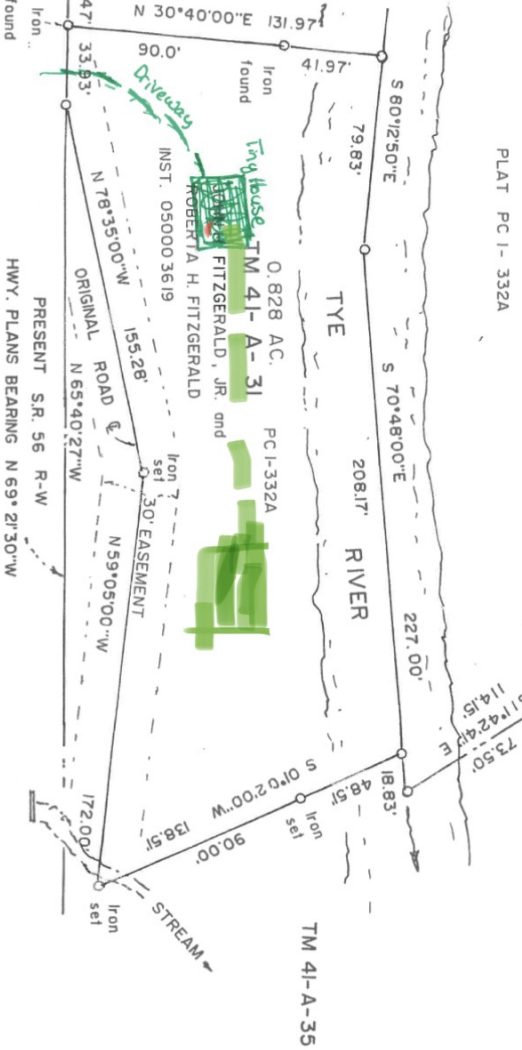 PLAT PC 1-332A
N 30°40'00"E 131.97'
90.0'
41.97'
Iron
found
S 80°12'50"E
79.83'
S 70°48'00"E
208.17'
227.00'
18.83'
114.15'
73.50'
TYE RIVER
Driveway
Tiny House
0.828 AC.
TM 41-A-31
PC 1-332A
FITZGERALD, JR. and
ROBERTA H. FITZGERALD
INST. 050003619
47'
33.93'
Iron
found
N 78°35'00"W
155.28'
ORIGINAL ROAD ℄
Iron
set
30' EASEMENT
N 59°05'00"W
172.00'
N 65°40'27"W
PRESENT S.R. 56 R-W
HWY. PLANS BEARING N 69°21'30"W
S 01°02'00"W
48.51'
138.51'
90.00'
Iron
set
Iron
set
STREAM
TM 41-A-35